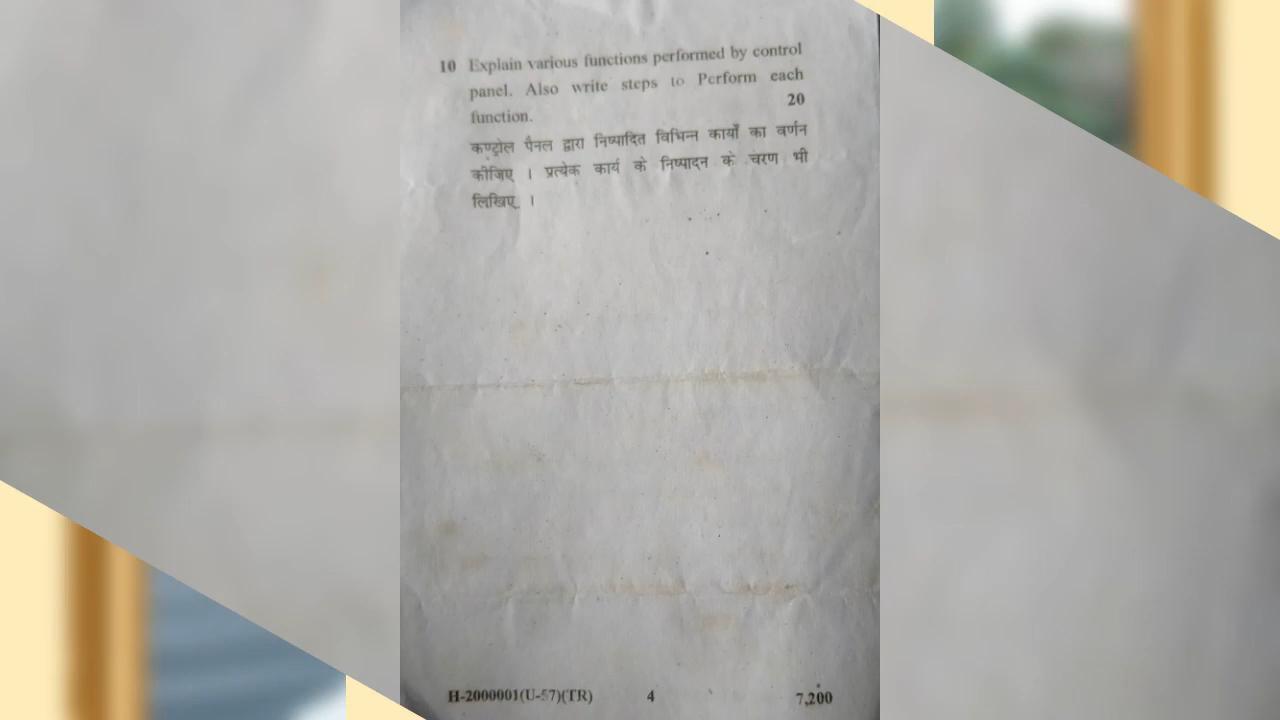 10 Explain various functions performed by control
panel. Also write steps to Perform each
function. 20
कण्ट्रोल पैनल द्वारा निष्पादित विभिन्न कार्यों का वर्णन
कीजिए । प्रत्येक कार्य के निष्पादन के चरण भी
लिखिए ।
H-2000001(U-57)(TR) 4 7,200